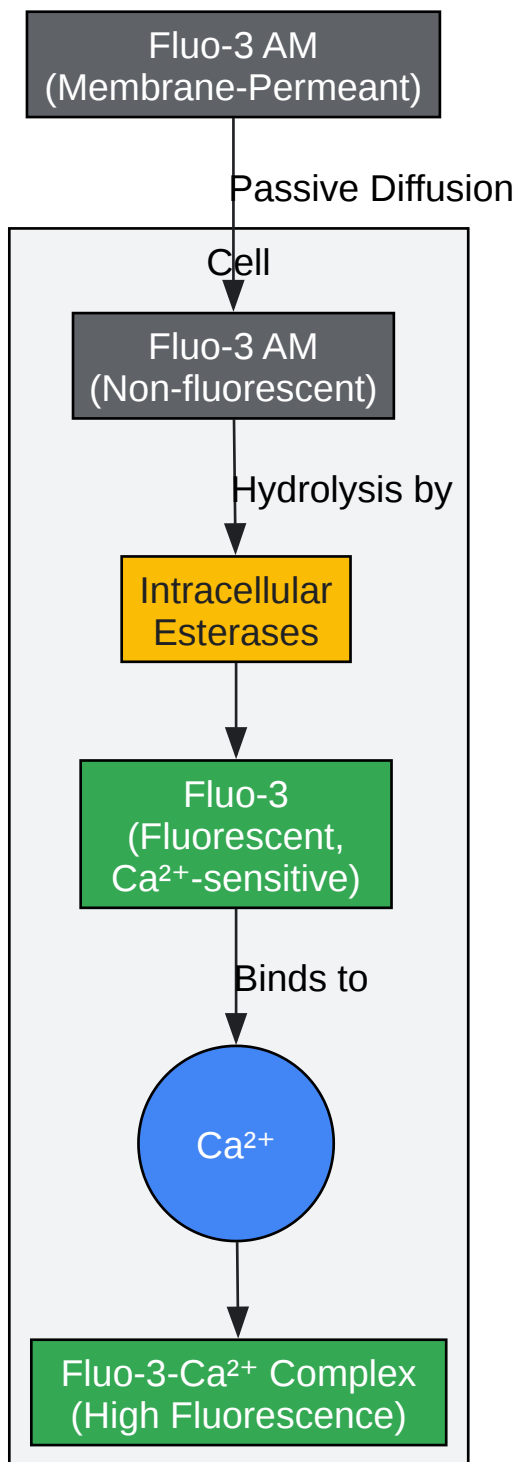 Fluo-3 AM
(Membrane-Permeant)
Passive Diffusion
Cell
Fluo-3 AM
(Non-fluorescent)
Hydrolysis by
Intracellular
Esterases
Fluo-3
(Fluorescent,
Ca²⁺-sensitive)
Binds to
Ca²⁺
Fluo-3-Ca²⁺ Complex
(High Fluorescence)